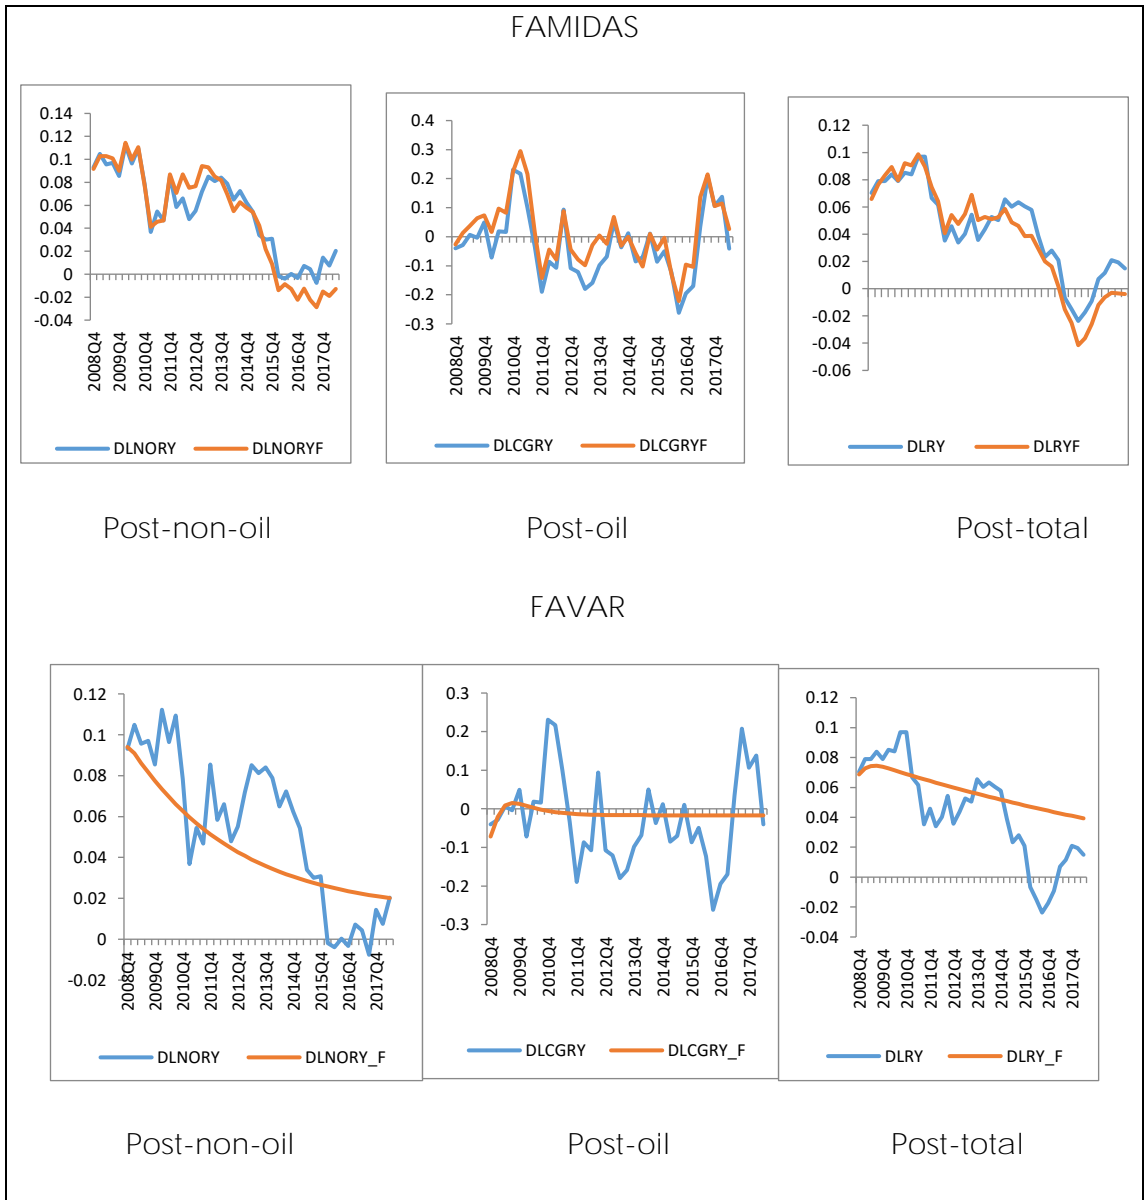 FAMIDAS
0.14
0.12
0.1
0.08
0.06
0.04
0.02
0
-0.02
-0.04
2008Q4
2009Q4
2010Q4
2011Q4
2012Q4
2013Q4
2014Q4
2015Q4
2016Q4
2017Q4
DLNORY DLNORYF
0.4
0.3
0.2
0.1
0
-0.1
-0.2
-0.3
2008Q4
2009Q4
2010Q4
2011Q4
2012Q4
2013Q4
2014Q4
2015Q4
2016Q4
2017Q4
DLCGRY DLCGRYF
0.12
0.1
0.08
0.06
0.04
0.02
0
-0.02
-0.04
-0.06
DLRY DLRYF
Post-non-oil Post-oil Post-total
FAVAR
0.12
0.1
0.08
0.06
0.04
0.02
0
-0.02
2008Q4
2009Q4
2010Q4
2011Q4
2012Q4
2013Q4
2014Q4
2015Q4
2016Q4
2017Q4
DLNORY DLNORY_F
0.3
0.2
0.1
0
-0.1
-0.2
-0.3
2008Q4
2009Q4
2010Q4
2011Q4
2012Q4
2013Q4
2014Q4
2015Q4
2016Q4
2017Q4
DLCGRY DLCGRY_F
0.12
0.1
0.08
0.06
0.04
0.02
0
-0.02
-0.04
2008Q4
2009Q4
2010Q4
2011Q4
2012Q4
2013Q4
2014Q4
2015Q4
2016Q4
2017Q4
DLRY DLRY_F
Post-non-oil Post-oil Post-total